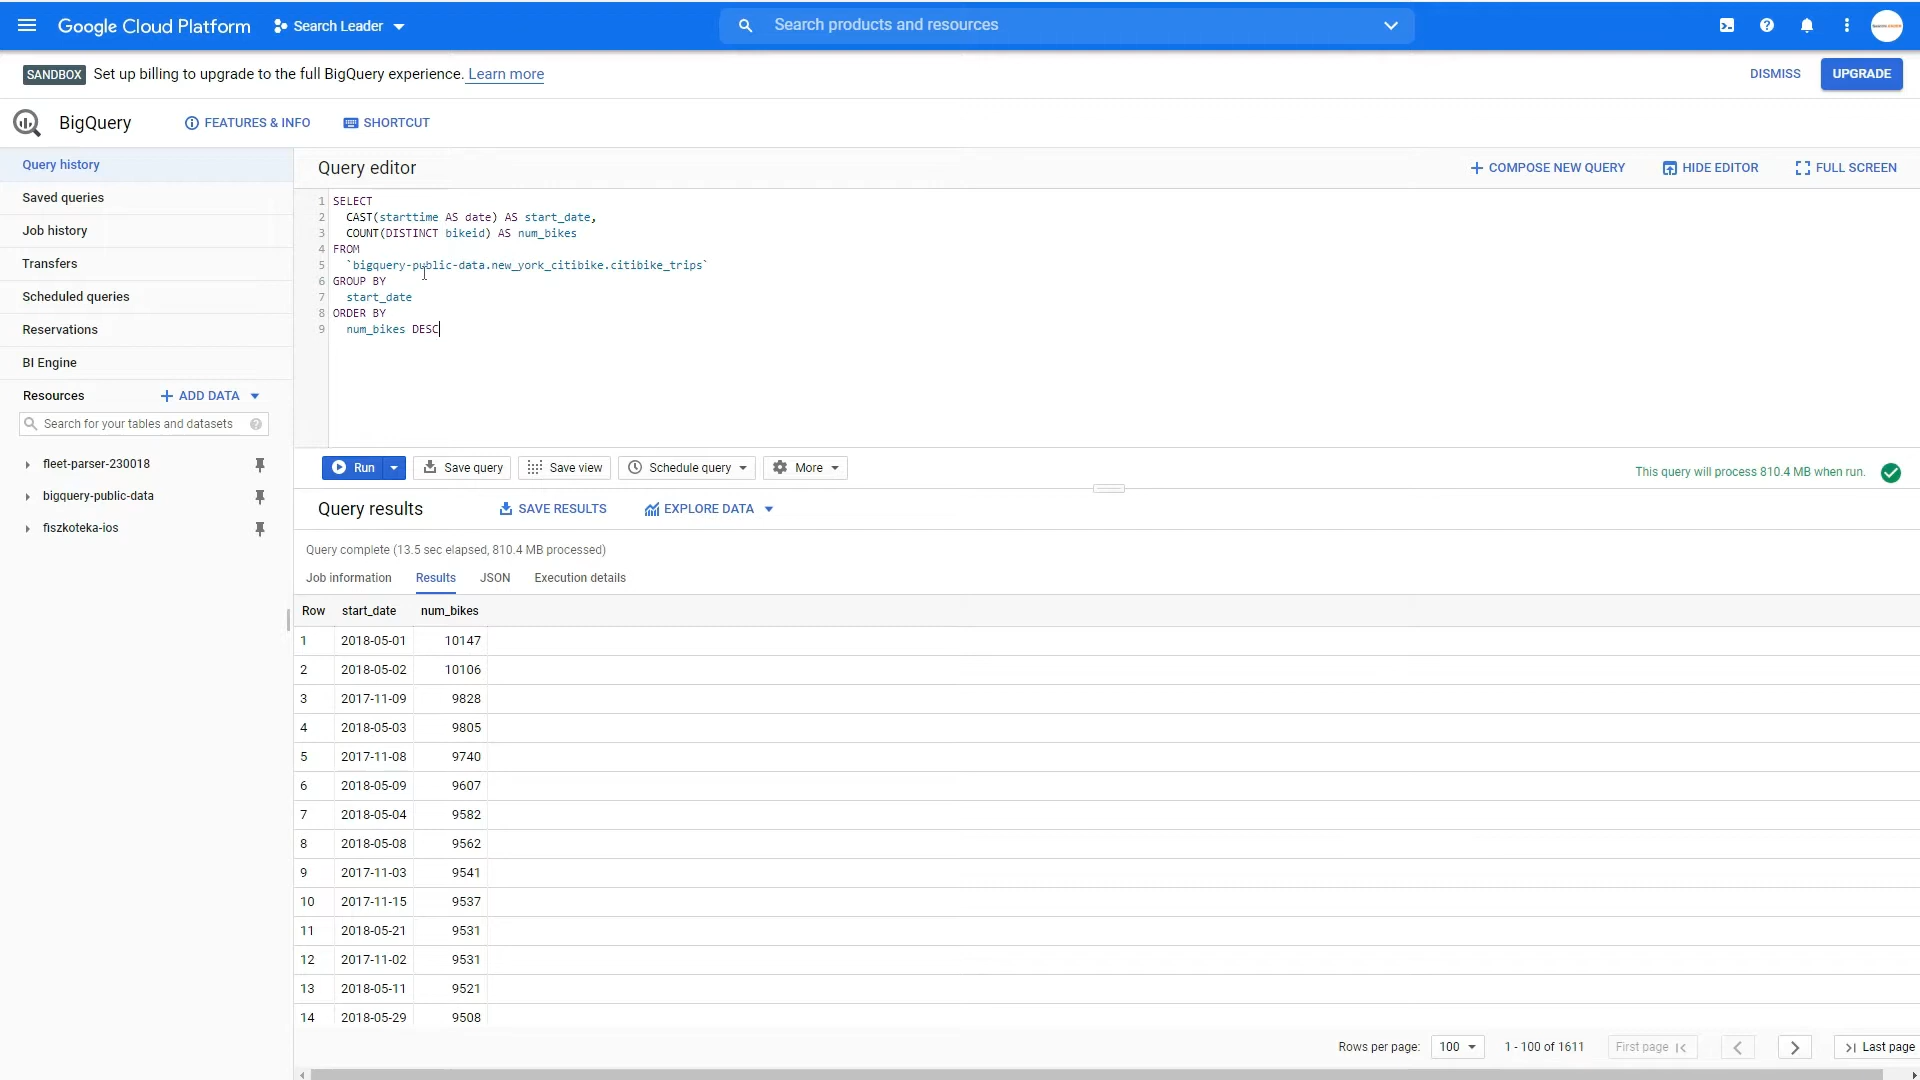 Google Cloud Platform Search Leader Search products and resources
SANDBOX Set up billing to upgrade to the full BigQuery experience. Learn more DISMISS UPGRADE
BigQuery FEATURES & INFO SHORTCUT
Query history
Saved queries
Job history
Transfers
Scheduled queries
Reservations
BI Engine
Resources ADD DATA
Search for your tables and datasets
fleet-parser-230018
bigquery-public-data
fiszkoteka-ios
Query editor COMPOSE NEW QUERY HIDE EDITOR FULL SCREEN
1 SELECT
2 CAST(starttime AS date) AS start_date,
3 COUNT(DISTINCT bikeid) AS num_bikes
4 FROM
5 `bigquery-public-data.new_york_citibike.citibike_trips`
6 GROUP BY
7 start_date
8 ORDER BY
9 num_bikes DESC
Run Save query Save view Schedule query More This query will process 810.4 MB when run.
Query results SAVE RESULTS EXPLORE DATA
Query complete (13.5 sec elapsed, 810.4 MB processed)
Job information Results JSON Execution details
Row start_date num_bikes
1 2018-05-01 10147
2 2018-05-02 10106
3 2017-11-09 9828
4 2018-05-03 9805
5 2017-11-08 9740
6 2018-05-09 9607
7 2018-05-04 9582
8 2018-05-08 9562
9 2017-11-03 9541
10 2017-11-15 9537
11 2018-05-21 9531
12 2017-11-02 9531
13 2018-05-11 9521
14 2018-05-29 9508
Rows per page: 100 1 - 100 of 1611 First page Last page